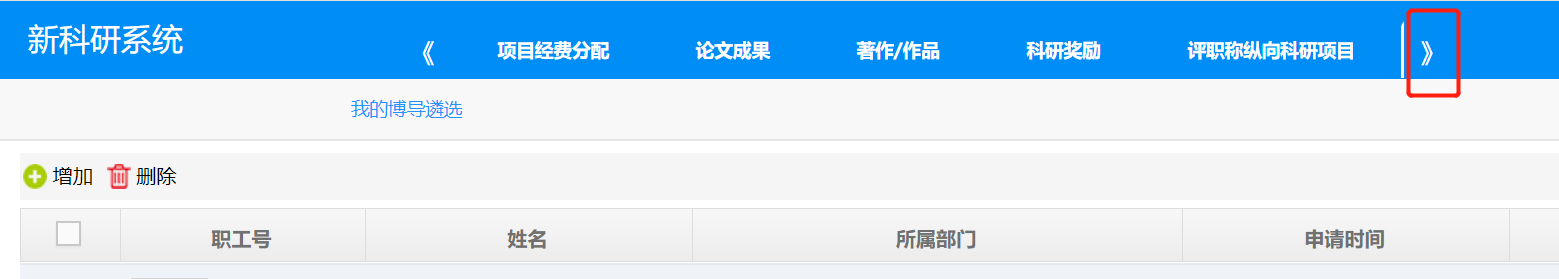 新科研系统
《 项目经费分配 论文成果 著作/作品 科研奖励 评职称纵向科研项目 》
我的博导遴选
增加 删除
职工号 姓名 所属部门 申请时间